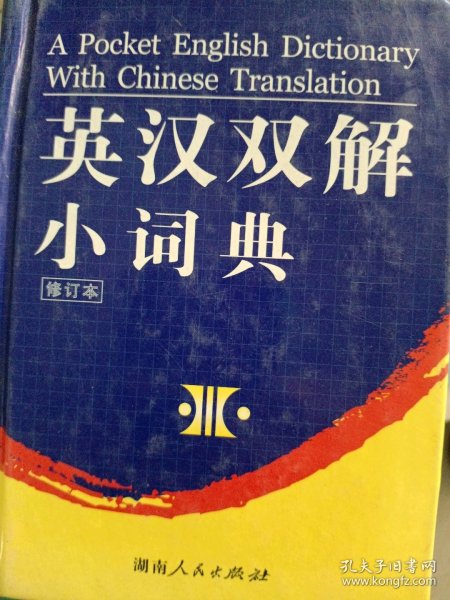 A Pocket English Dictionary
With Chinese Translation
英汉双解
小词典
修订本
湖南人民出版社
孔夫子旧书网
www.kongfz.com